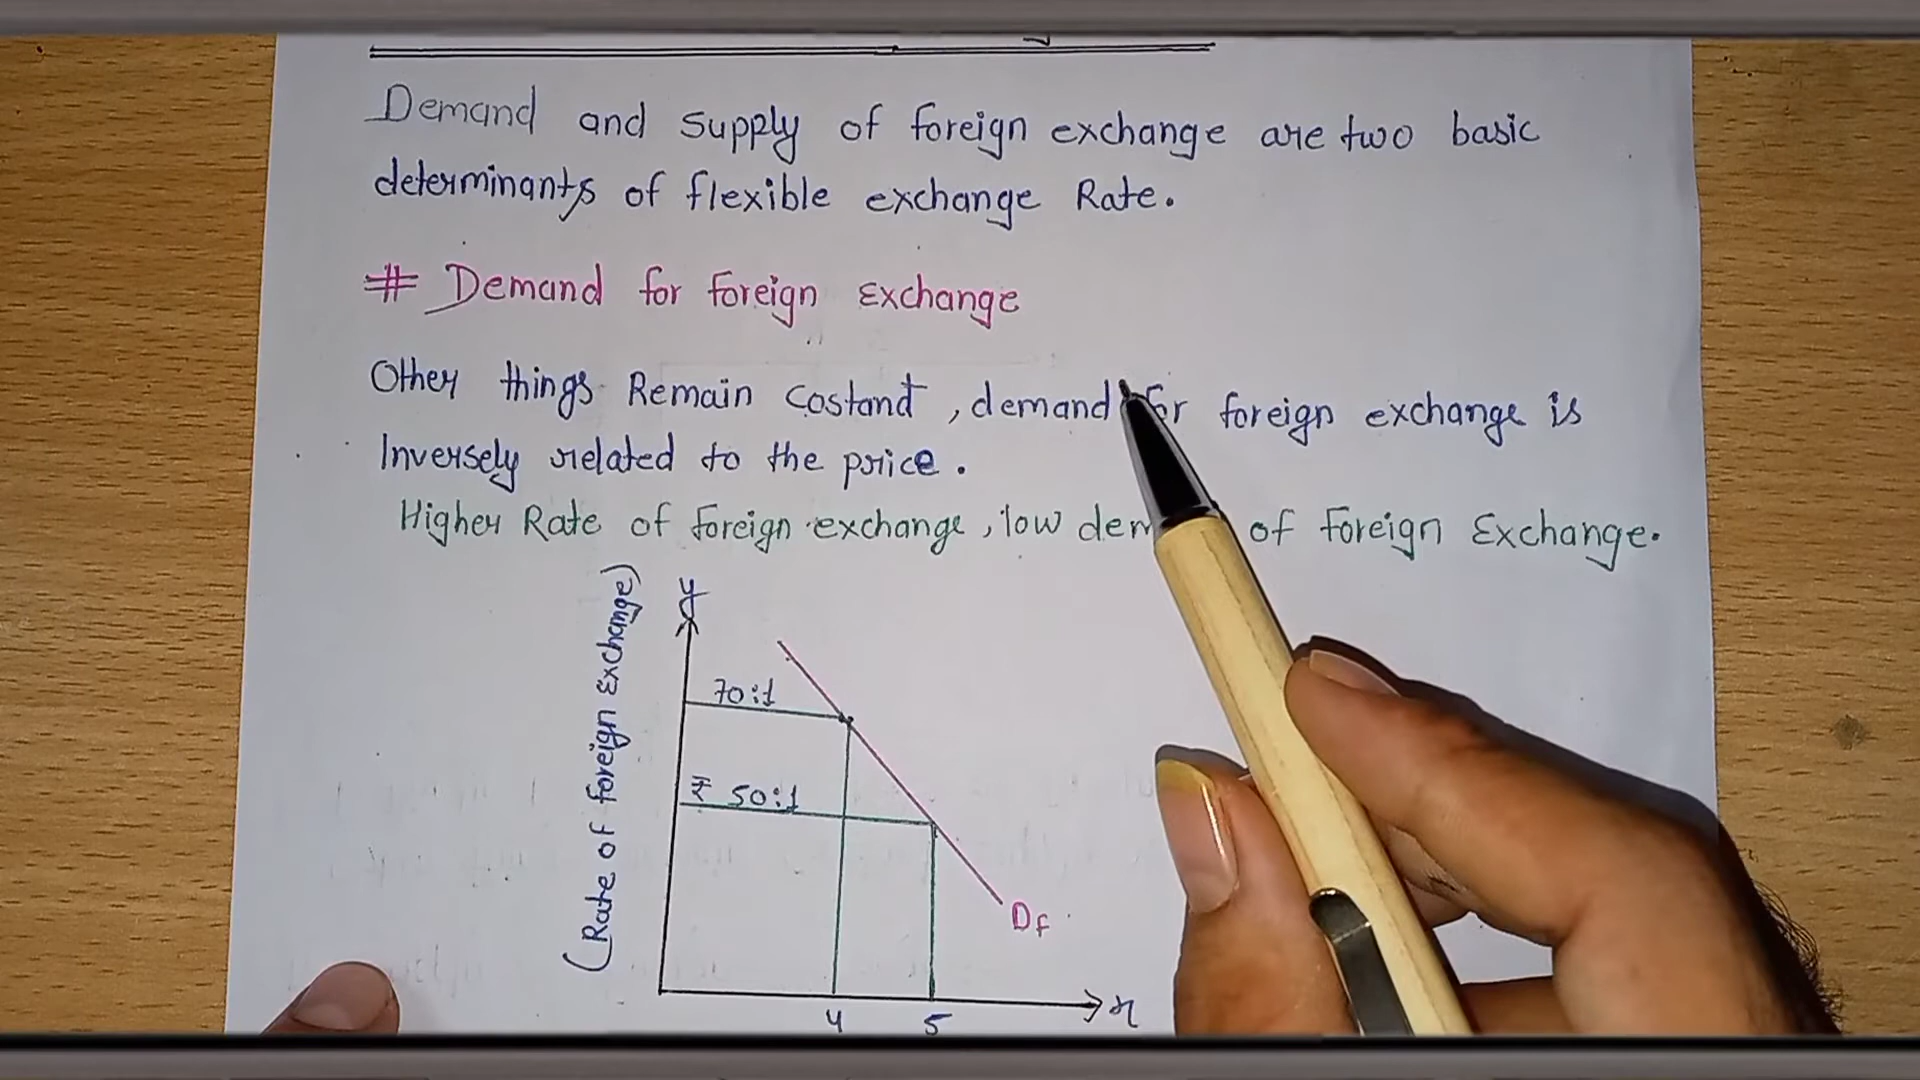 Demand and supply of foreign exchange are two basic
determinants of flexible exchange Rate.
# Demand for foreign Exchange
Other things Remain Costant, demand for foreign exchange is
Inversely related to the price.
Higher Rate of foreign exchange, low dem of Foreign Exchange.
(Rate of foreign Exchange)
y
70:1
₹ 50:1
Df
4 5 x